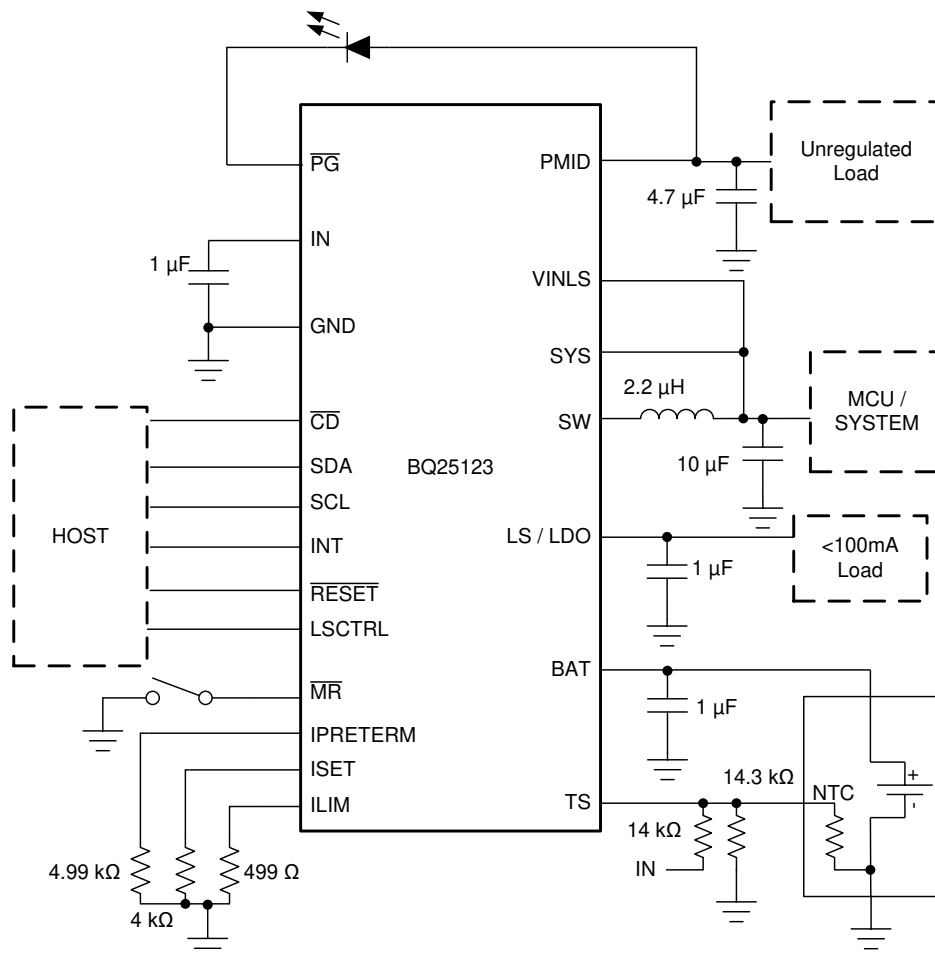 PG
PMID
Unregulated
Load
4.7 µF
IN
1 µF
VINLS
GND
SYS
2.2 µH
MCU /
SYSTEM
CD
SW
10 µF
SDA
BQ25123
SCL
HOST
INT
LS / LDO
<100mA
Load
1 µF
RESET
LSCTRL
BAT
MR
1 µF
IPRETERM
ISET
14.3 kΩ
NTC
+
-
ILIM
TS
14 kΩ
IN
4.99 kΩ
499 Ω
4 kΩ